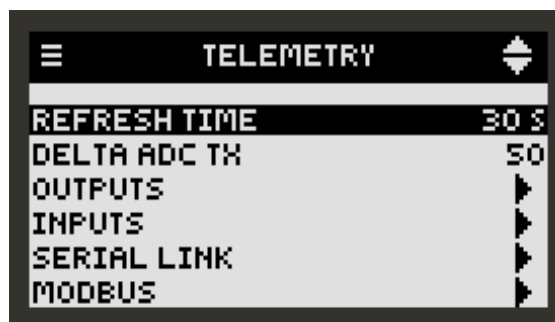 TELEMETRY
REFRESH TIME 30 S
DELTA ADC TX 50
OUTPUTS
INPUTS
SERIAL LINK
MODBUS